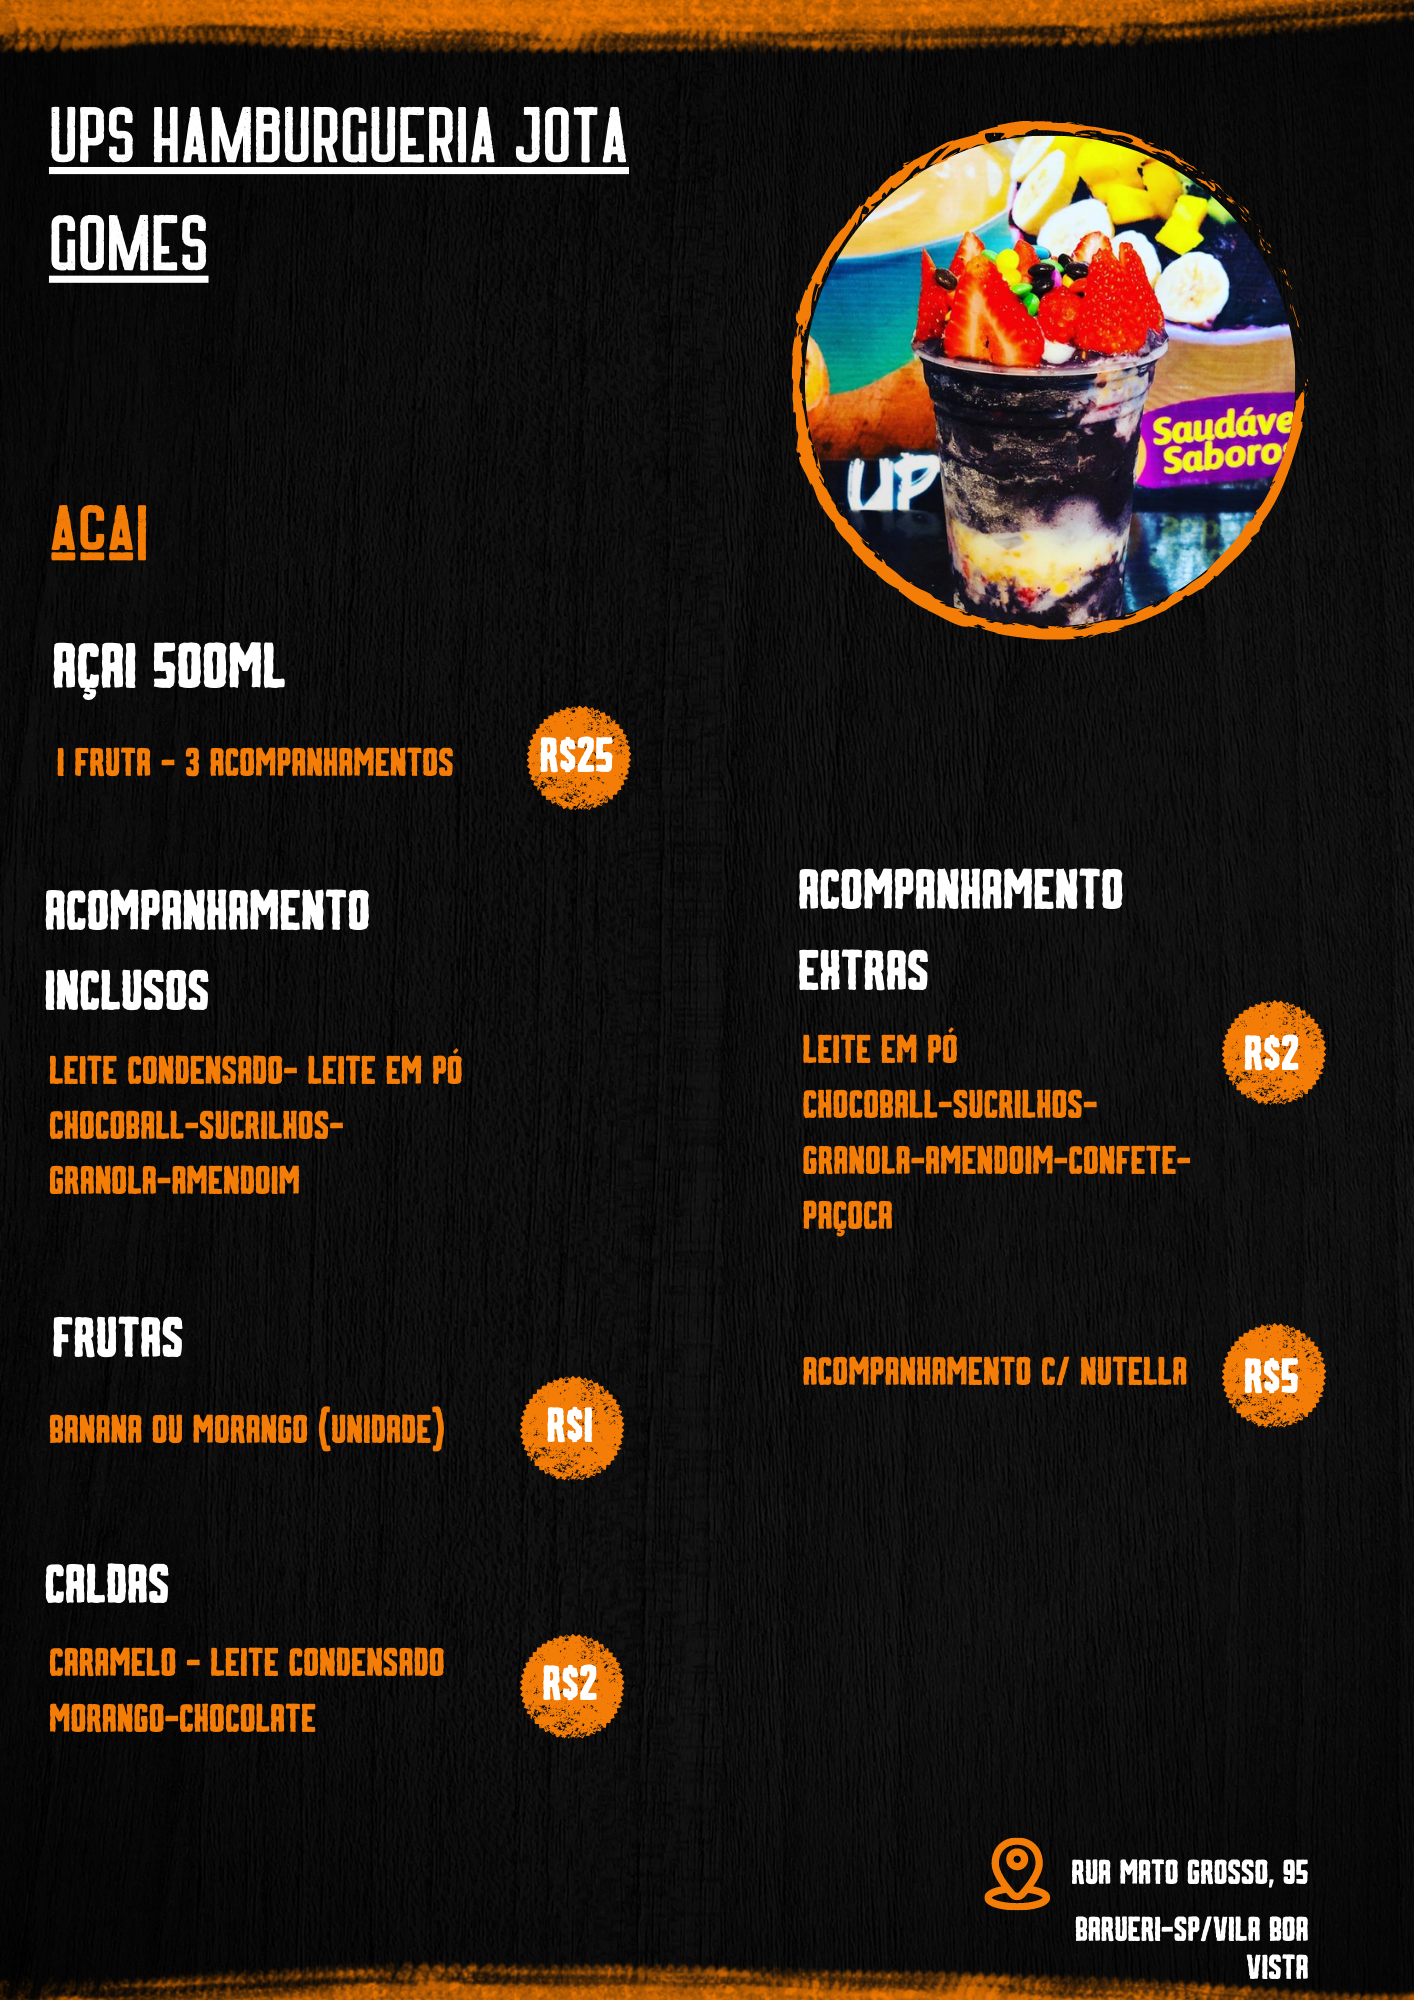 UPS HAMBURGUERIA JOTA
GOMES
Saudáve
Saboro
UP
AÇAI
AÇAI 500ML
1 FRUTA - 3 ACOMPANHAMENTOS
R$25
ACOMPANHAMENTO
INCLUSOS
LEITE CONDENSADO- LEITE EM PÓ
CHOCOBALL-SUCRILHOS-
GRANOLA-AMENDOIM
FRUTAS
BANANA OU MORANGO (UNIDADE)
R$1
CALDAS
CARAMELO - LEITE CONDENSADO
MORANGO-CHOCOLATE
R$2
ACOMPANHAMENTO
EXTRAS
LEITE EM PÓ
R$2
CHOCOBALL-SUCRILHOS-
GRANOLA-AMENDOIM-CONFETE-
PAÇOCA
ACOMPANHAMENTO C/ NUTELLA
R$5
RUA MATO GROSSO, 95
BARUERI-SP/VILA BOA
VISTA